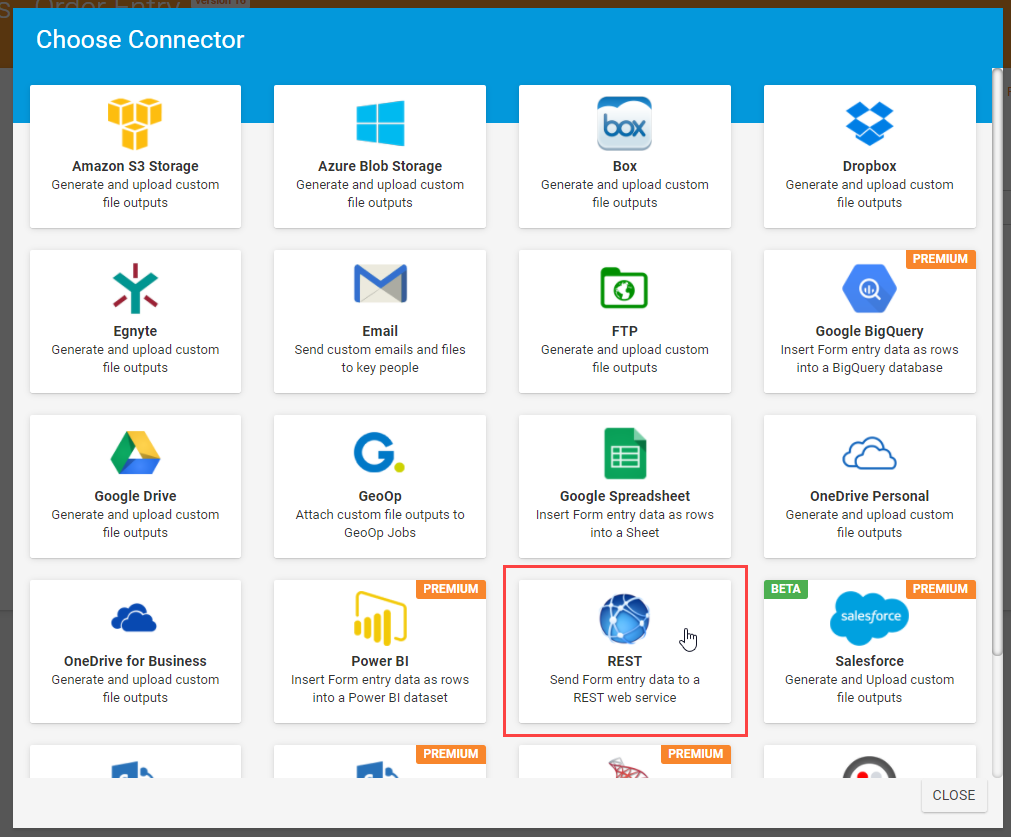 Order Entry
Version 16
Choose Connector
Amazon S3 Storage
Generate and upload custom
file outputs
Azure Blob Storage
Generate and upload custom
file outputs
box
Box
Generate and upload custom
file outputs
Dropbox
Generate and upload custom
file outputs
Egnyte
Generate and upload custom
file outputs
Email
Send custom emails and files
to key people
FTP
Generate and upload custom
file outputs
PREMIUM
Google BigQuery
Insert Form entry data as rows
into a BigQuery database
Google Drive
Generate and upload custom
file outputs
GeoOp
Attach custom file outputs to
GeoOp Jobs
Google Spreadsheet
Insert Form entry data as rows
into a Sheet
OneDrive Personal
Generate and upload custom
file outputs
OneDrive for Business
Generate and upload custom
file outputs
PREMIUM
Power BI
Insert Form entry data as rows
into a Power BI dataset
REST
Send Form entry data to a
REST web service
BETA
PREMIUM
salesforce
Salesforce
Generate and Upload custom
file outputs
PREMIUM
PREMIUM
CLOSE